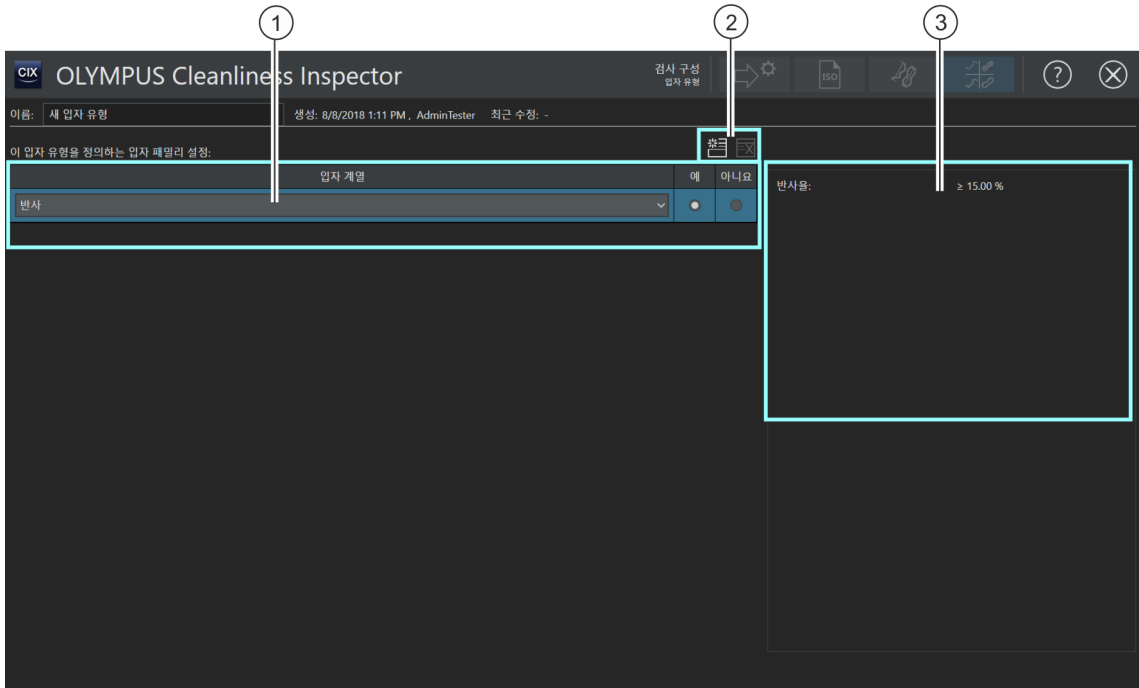 1 2 3
CIX OLYMPUS Cleanliness Inspector 검사 구성 ISO ?
입자 유형
이름: 새 입자 유형 생성: 8/8/2018 1:11 PM , AdminTester 최근 수정: -
이 입자 유형을 정의하는 입자 패밀리 설정:
입자 계열 예 아니요
반사율: ≥ 15.00 %
반사